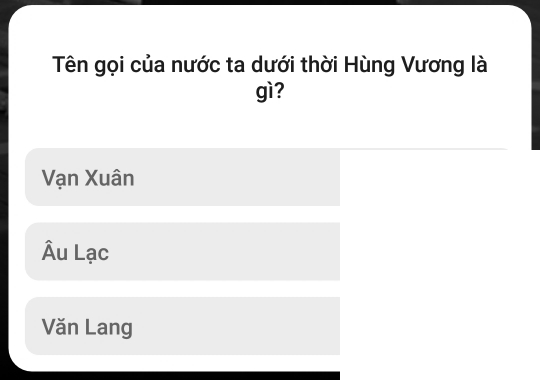 Tên gọi của nước ta dưới thời Hùng Vương là
gì?
Vạn Xuân
Âu Lạc
Văn Lang